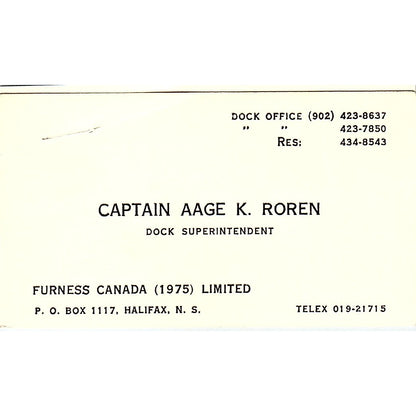 DOCK OFFICE (902) 423-8637
" " 423-7850
RES: 434-8543
CAPTAIN AAGE K. ROREN
DOCK SUPERINTENDENT
FURNESS CANADA (1975) LIMITED
P. O. BOX 1117, HALIFAX, N. S. TELEX 019-21715